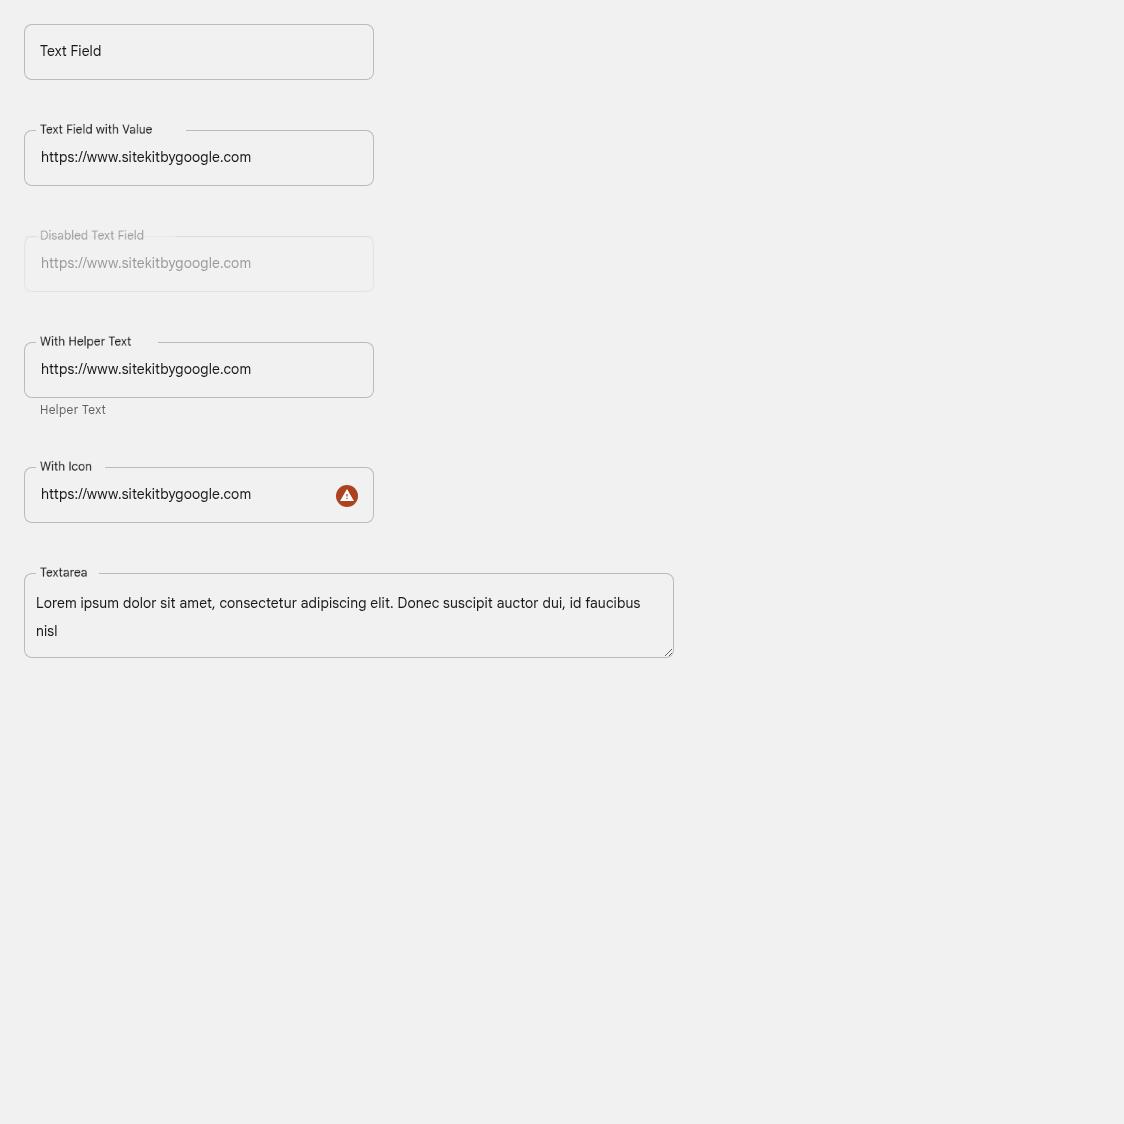 Text Field
Text Field with Value
https://www.sitekitbygoogle.com
Disabled Text Field
https://www.sitekitbygoogle.com
With Helper Text
https://www.sitekitbygoogle.com
Helper Text
With Icon
https://www.sitekitbygoogle.com
Textarea
Lorem ipsum dolor sit amet, consectetur adipiscing elit. Donec suscipit auctor dui, id faucibus
nisl